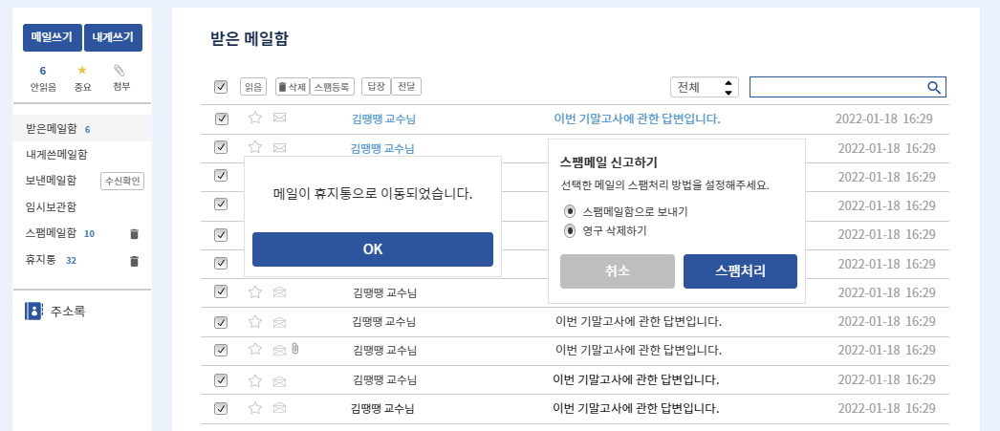 메일쓰기 내게쓰기
6
안읽음 중요 첨부
받은메일함 6
내게쓴메일함
보낸메일함 수신확인
임시보관함
스팸메일함 10
휴지통 32
주소록
받은 메일함
읽음 삭제 스팸등록 답장 전달 전체
김땡땡 교수님 이번 기말고사에 관한 답변입니다. 2022-01-18 16:29
김땡땡 교수님 2022-01-18 16:29
2022-01-18 16:29
2022-01-18 16:29
2022-01-18 16:29
2022-01-18 16:29
메일이 휴지통으로 이동되었습니다.
OK
스팸메일 신고하기
선택한 메일의 스팸처리 방법을 설정해주세요.
스팸메일함으로 보내기
영구 삭제하기
취소 스팸처리
김땡땡 교수님 2022-01-18 16:29
김땡땡 교수님 이번 기말고사에 관한 답변입니다. 2022-01-18 16:29
김땡땡 교수님 이번 기말고사에 관한 답변입니다. 2022-01-18 16:29
김땡땡 교수님 이번 기말고사에 관한 답변입니다. 2022-01-18 16:29
김땡땡 교수님 이번 기말고사에 관한 답변입니다. 2022-01-18 16:29